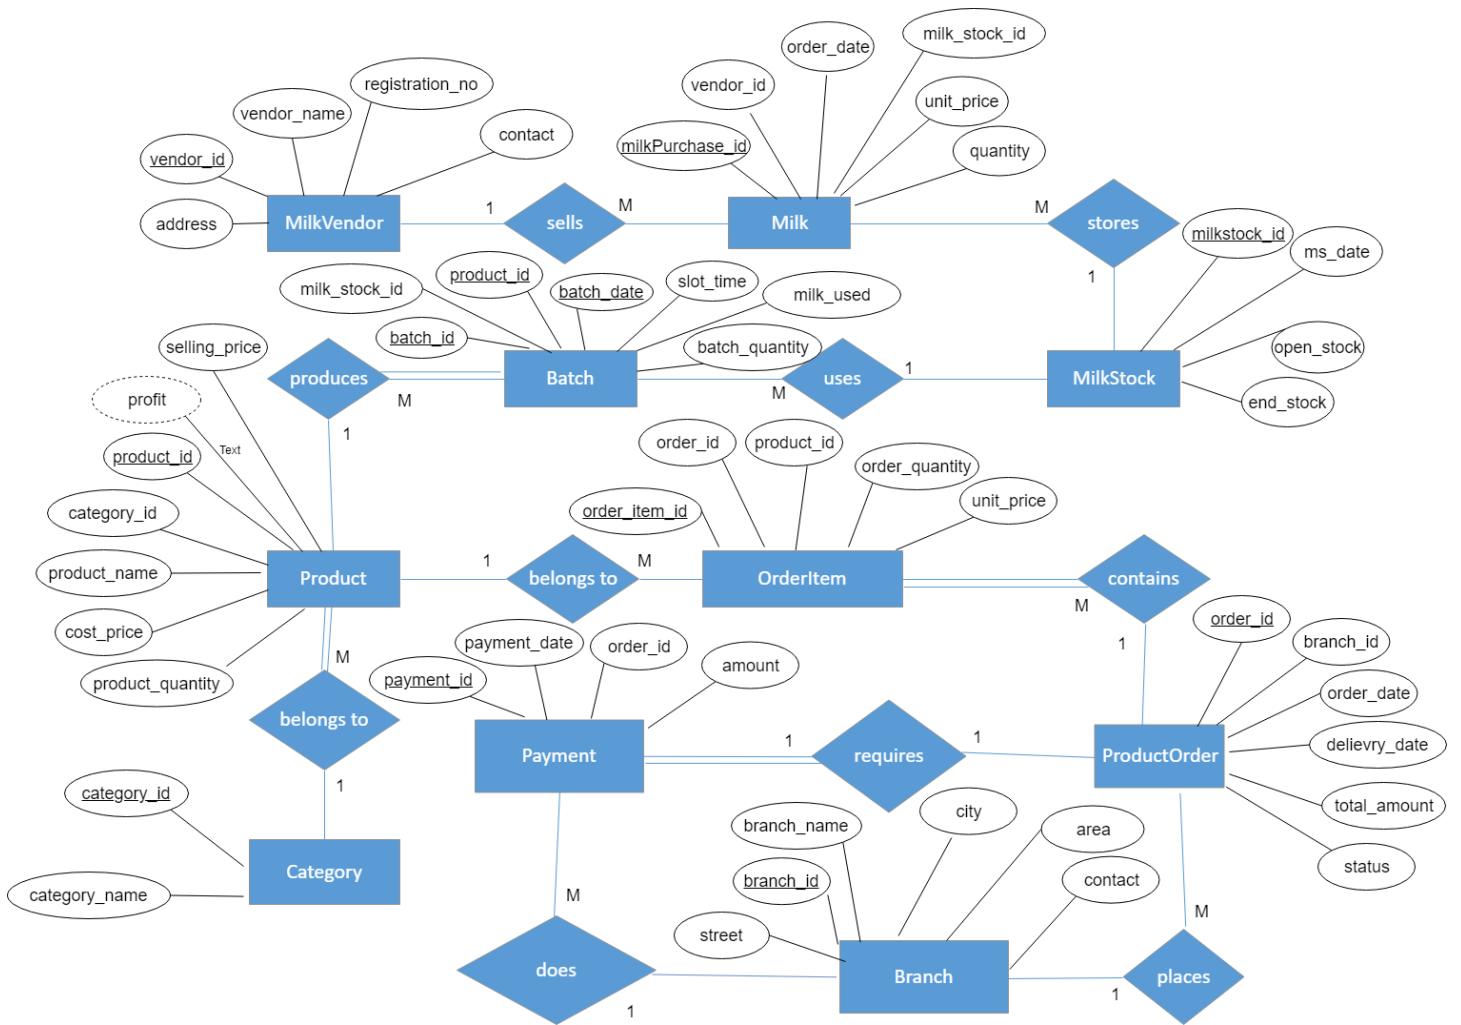 milk_stock_id
order_date
registration_no
vendor_id
unit_price
vendor_name
contact
milkPurchase_id
quantity
vendor_id
address
MilkVendor
1
sells
M
Milk
M
stores
1
milkstock_id
ms_date
open_stock
end_stock
MilkStock
milk_stock_id
product_id
batch_date
slot_time
milk_used
batch_id
batch_quantity
produces
M
1
Batch
M
uses
1
selling_price
profit
Text
product_id
category_id
product_name
cost_price
product_quantity
Product
1
belongs to
M
order_id
product_id
order_quantity
unit_price
order_item_id
OrderItem
M
contains
1
M
belongs to
1
category_id
category_name
Category
payment_date
order_id
amount
payment_id
Payment
1
requires
1
order_id
branch_id
order_date
delievry_date
total_amount
status
ProductOrder
M
does
1
branch_name
city
area
branch_id
contact
street
Branch
M
places
1